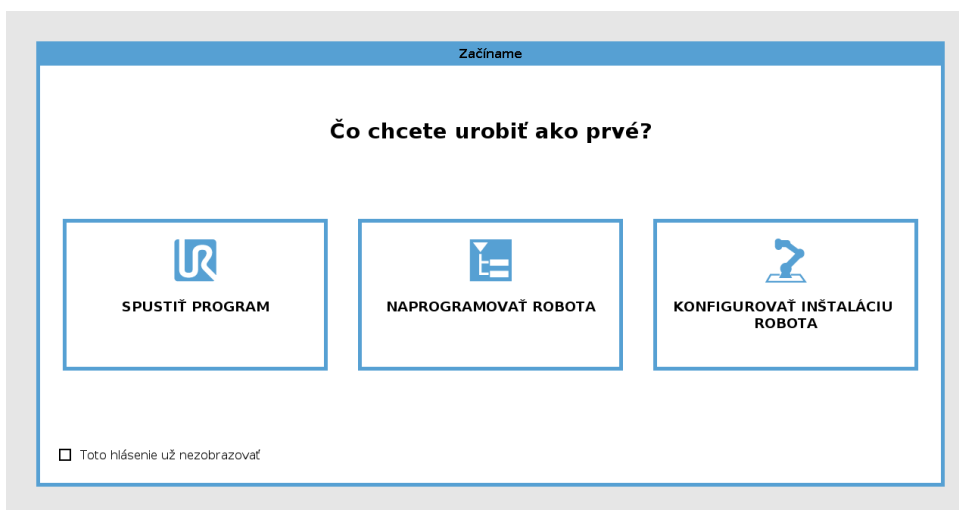 Začíname
Čo chcete urobiť ako prvé?
SPUSTIŤ PROGRAM
NAPROGRAMOVAŤ ROBOTA
KONFIGUROVAŤ INŠTALÁCIU
ROBOTA
Toto hlásenie už nezobrazovať